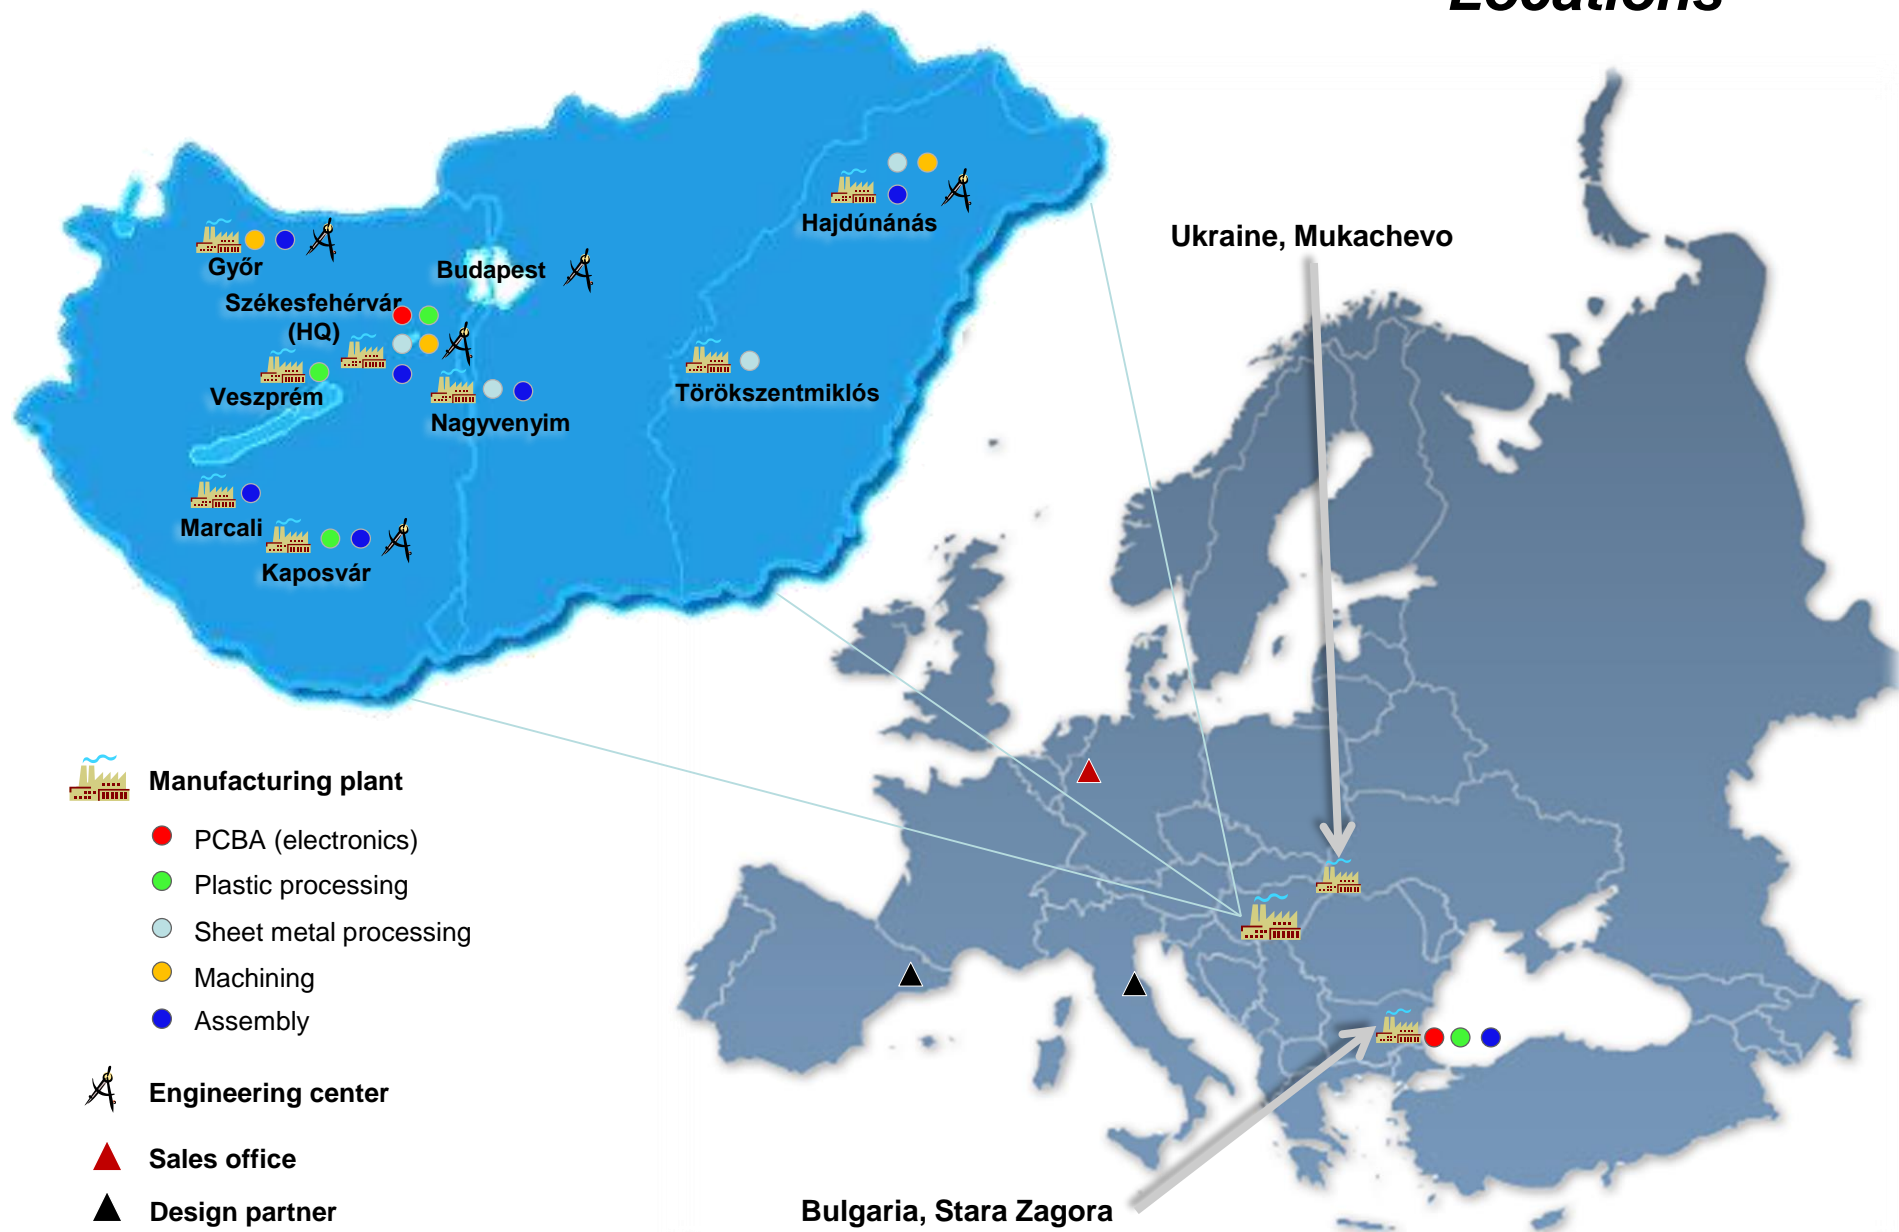 Locations
Hajdúnánás
Ukraine, Mukachevo
Győr
Budapest
Székesfehérvár
(HQ)
Veszprém
Törökszentmiklós
Nagyvenyim
Marcali
Kaposvár
Manufacturing plant
PCBA (electronics)
Plastic processing
Sheet metal processing
Machining
Assembly
Engineering center
Sales office
Design partner
Bulgaria, Stara Zagora